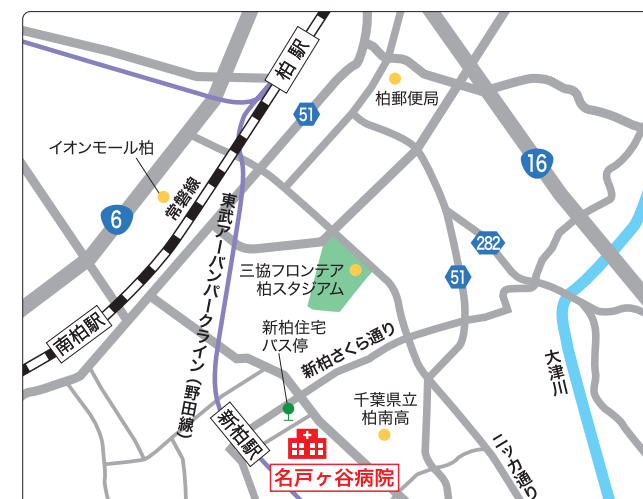 柏駅
柏郵便局
51
イオンモール柏
16
常磐線
6
東武アーバンパークライン（野田線）
282
三協フロンテア
柏スタジアム
51
南柏駅
新柏住宅
バス停
新柏さくら通り
大津川
千葉県立
柏南高
新柏駅
ニッカ通り
名戸ヶ谷病院